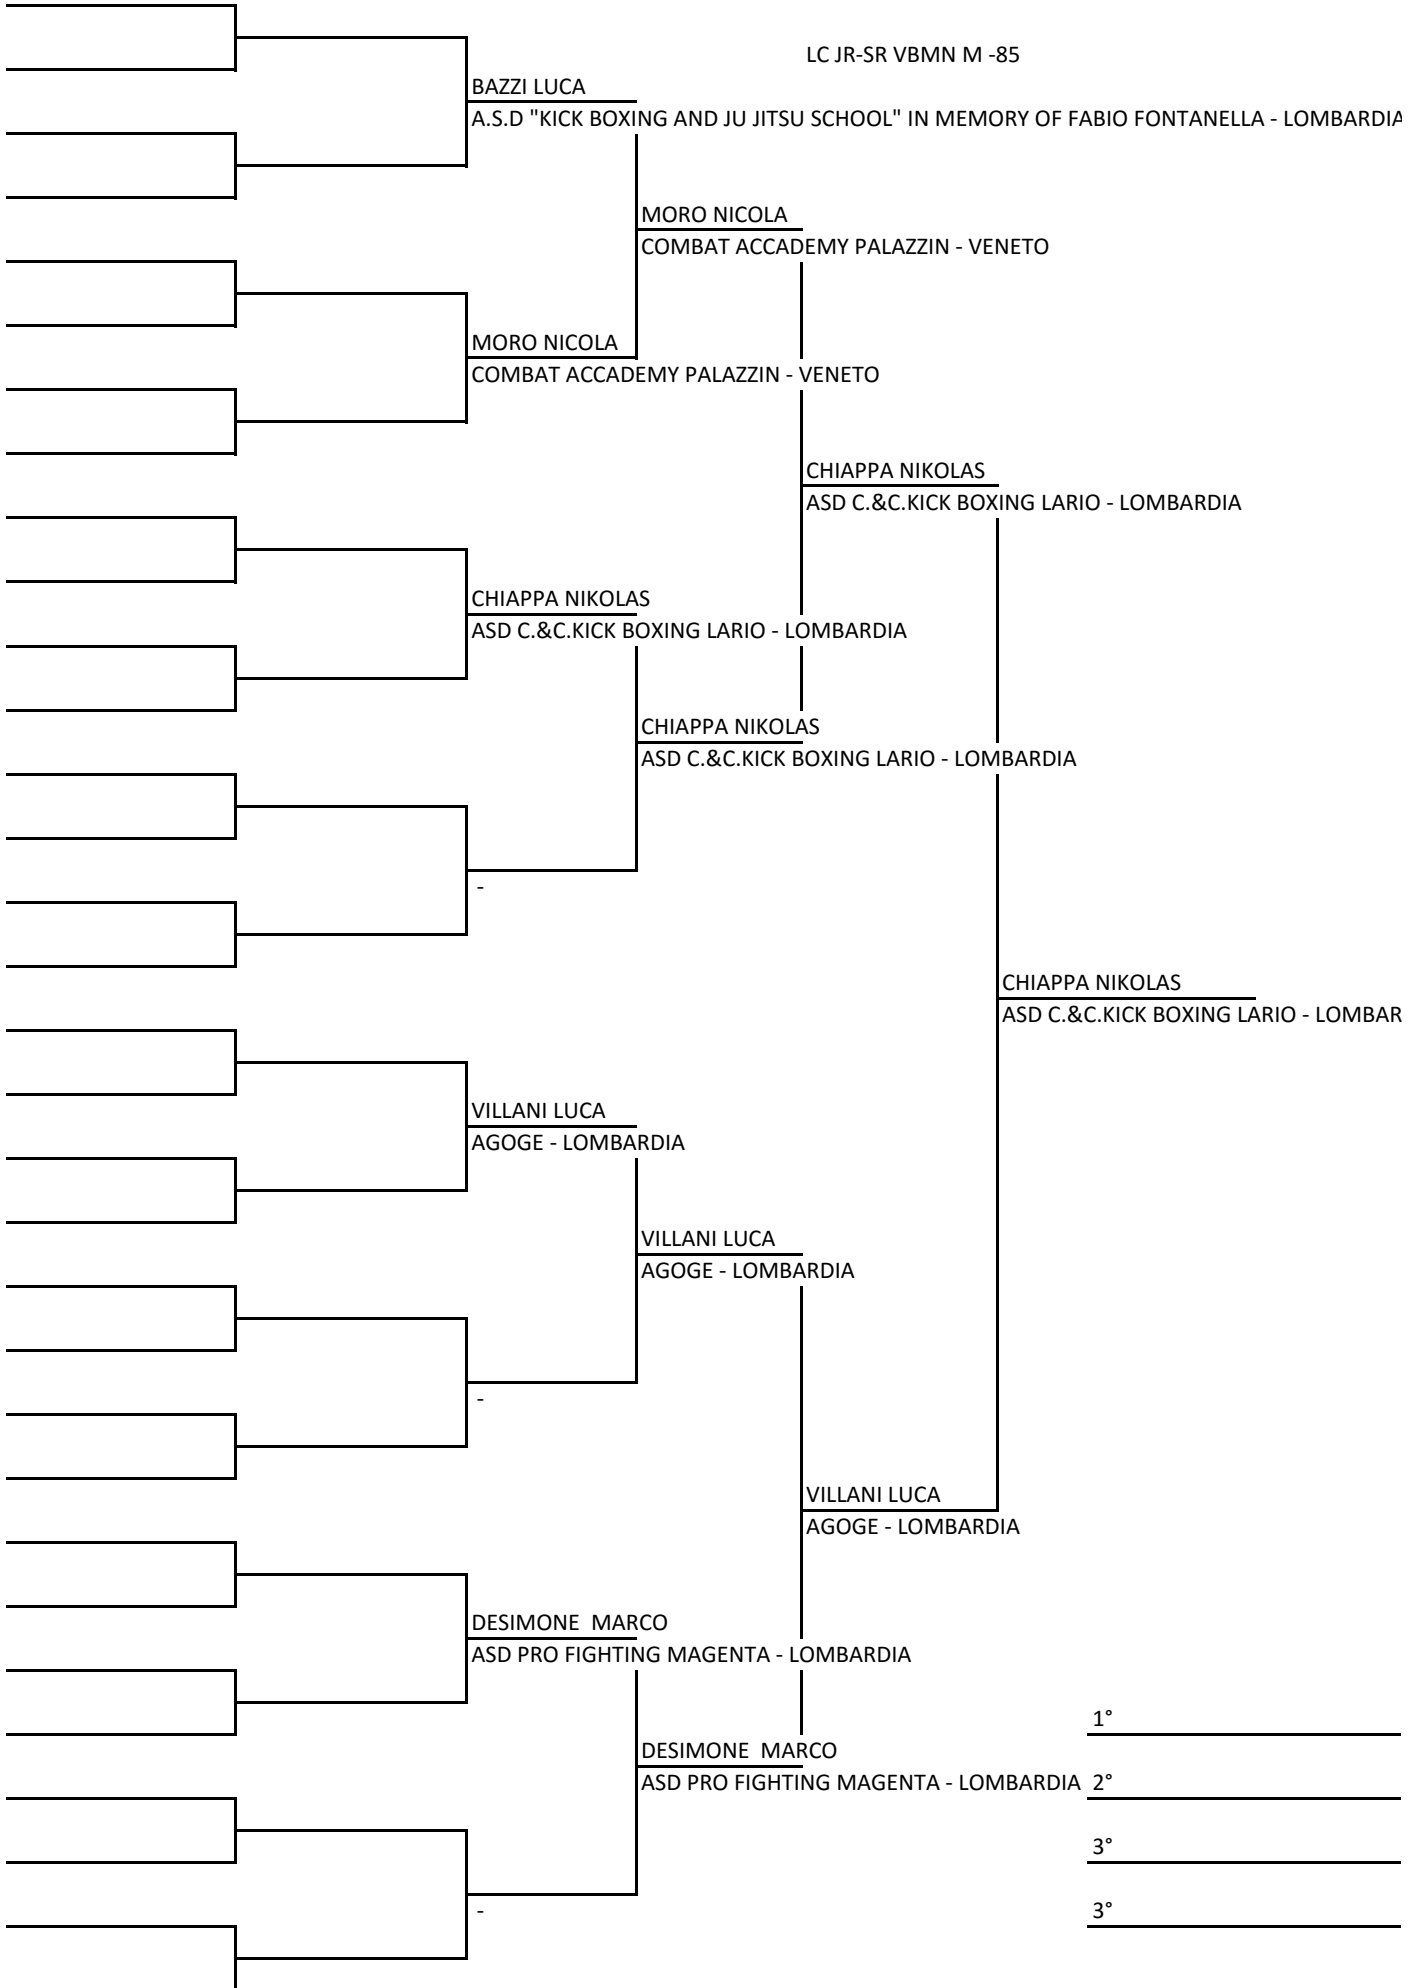 LC JR-SR VBMN M -85
BAZZI LUCA
A.S.D "KICK BOXING AND JU JITSU SCHOOL" IN MEMORY OF FABIO FONTANELLA - LOMBARDIA
MORO NICOLA
COMBAT ACCADEMY PALAZZIN - VENETO
MORO NICOLA
COMBAT ACCADEMY PALAZZIN - VENETO
CHIAPPA NIKOLAS
ASD C.&C.KICK BOXING LARIO - LOMBARDIA
CHIAPPA NIKOLAS
ASD C.&C.KICK BOXING LARIO - LOMBARDIA
CHIAPPA NIKOLAS
ASD C.&C.KICK BOXING LARIO - LOMBARDIA
-
CHIAPPA NIKOLAS
ASD C.&C.KICK BOXING LARIO - LOMBAR
VILLANI LUCA
AGOGE - LOMBARDIA
VILLANI LUCA
AGOGE - LOMBARDIA
-
VILLANI LUCA
AGOGE - LOMBARDIA
DESIMONE  MARCO
ASD PRO FIGHTING MAGENTA - LOMBARDIA
1°
DESIMONE  MARCO
ASD PRO FIGHTING MAGENTA - LOMBARDIA
2°
3°
-
3°